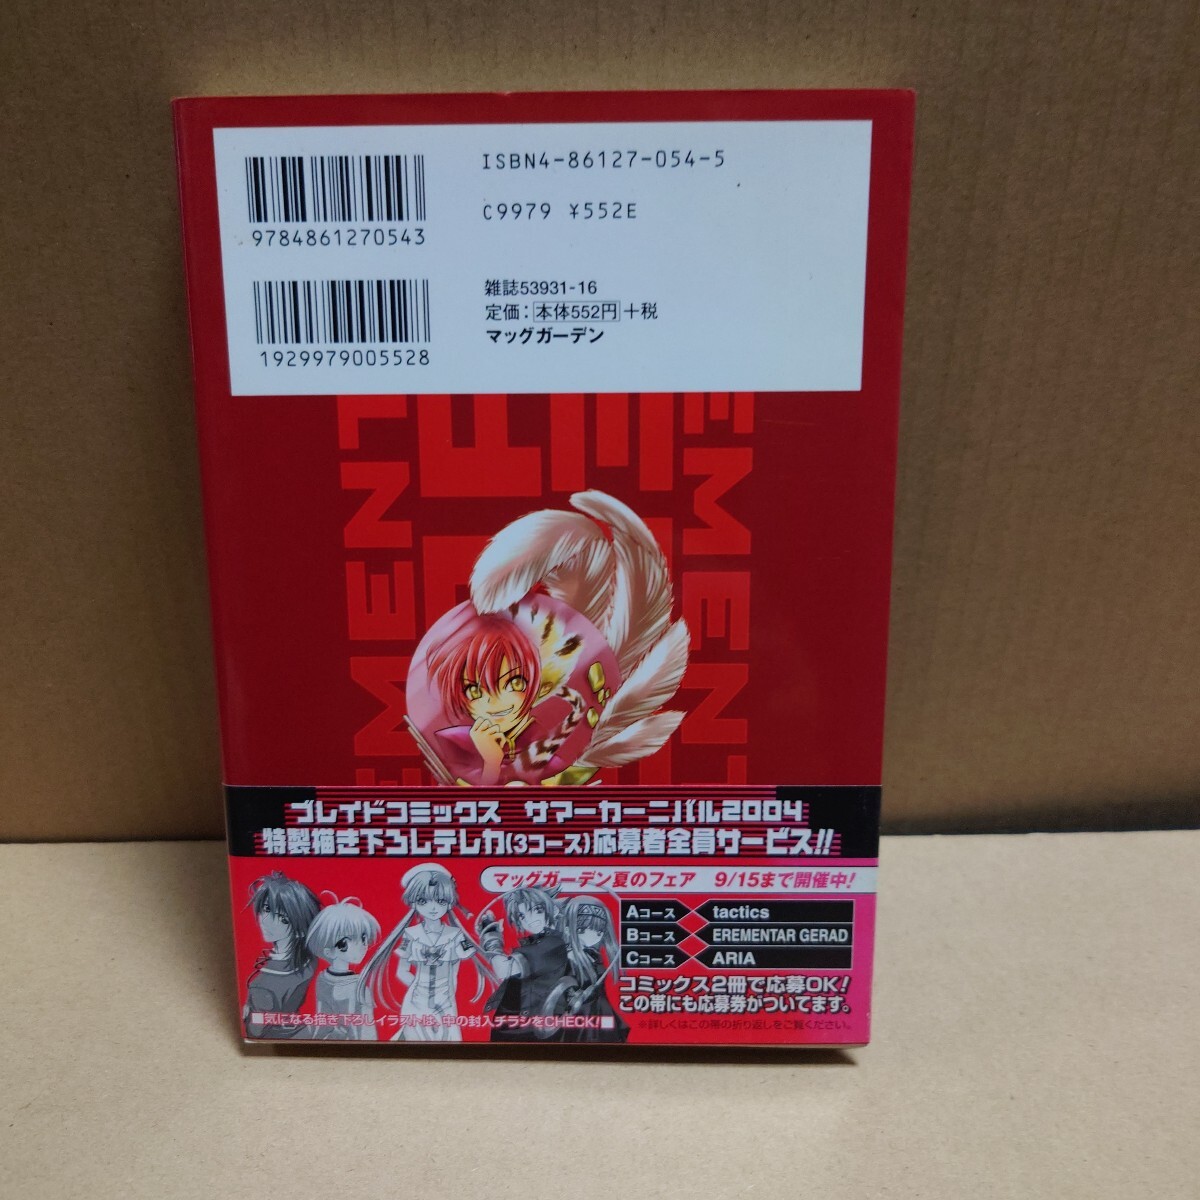 ISBN4-86127-054-5
9784861270543
C9979 ¥552E
1929979005528
雑誌53931-16
定価：本体552円＋税
マッグガーデン
EMENT
EMENT
ブレイドコミックス サマーカーニバル2004
特製描き下ろしテレカ(3コース)応募者全員サービス!!
マッグガーデン夏のフェア 9/15まで開催中!
Aコース tactics
Bコース EREMENTAR GERAD
Cコース ARIA
コミックス2冊で応募OK!
この帯にも応募券がついてます。
※詳しくはこの帯の折り返しをご覧ください。
■気になる描き下ろしイラストは、中の封入チラシをCHECK!■